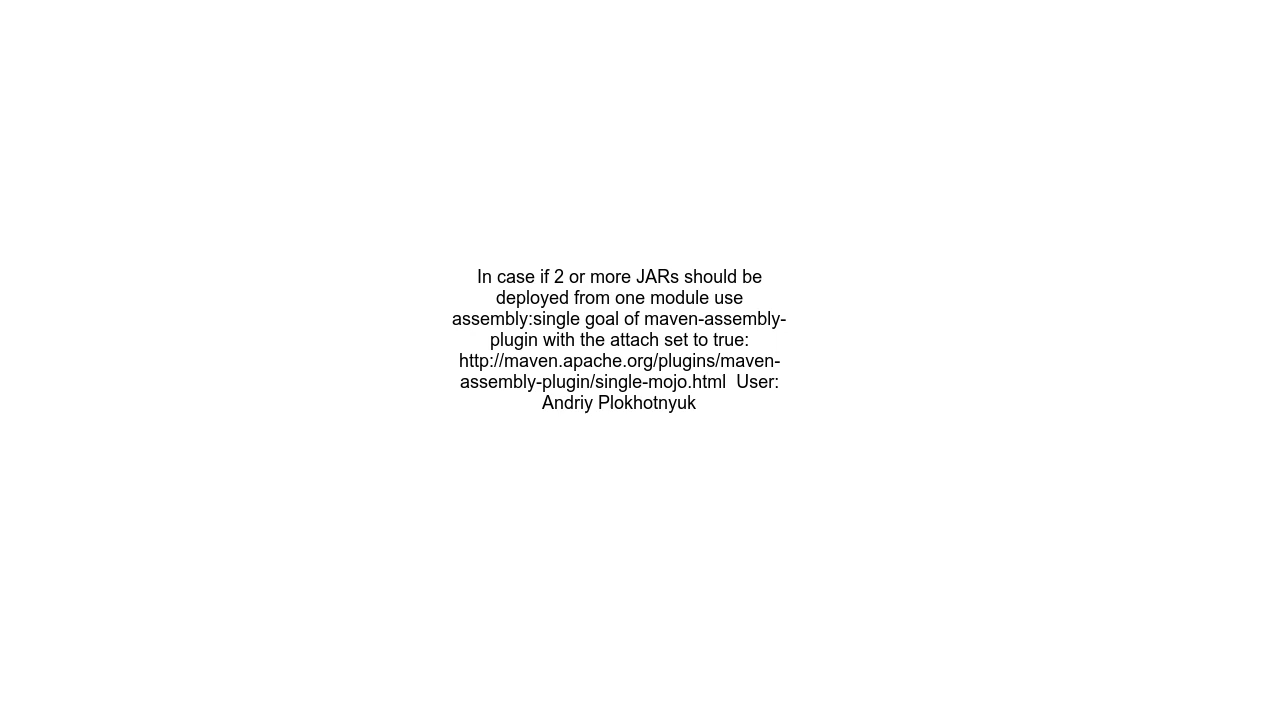 In case if 2 or more JARs should be
deployed from one module use
assembly:single goal of maven-assembly-
plugin with the attach set to true:
http://maven.apache.org/plugins/maven-
assembly-plugin/single-mojo.html  User:
Andriy Plokhotnyuk